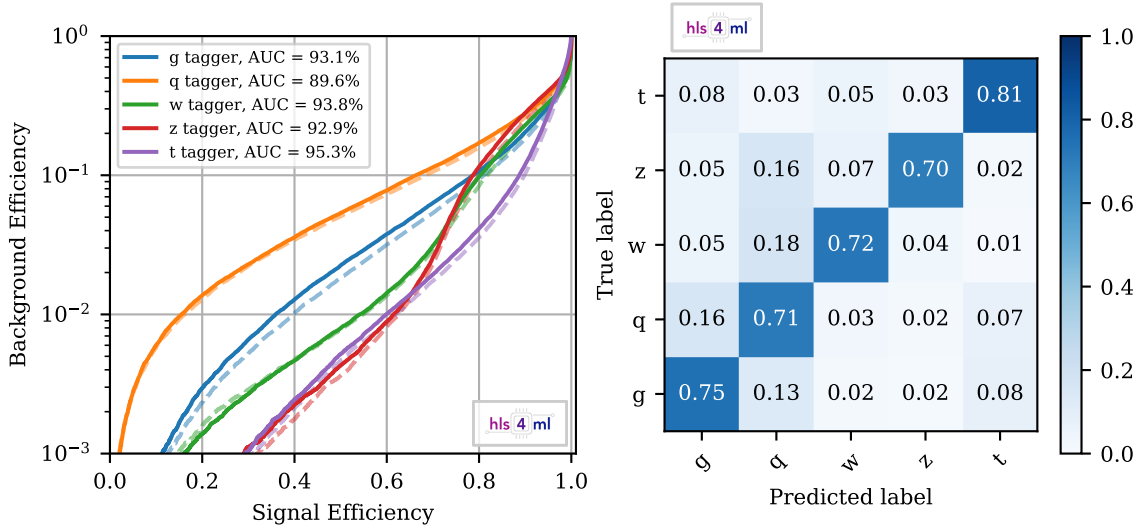 10⁰
10⁻¹
10⁻²
10⁻³
Background Efficiency
g tagger, AUC = 93.1%
q tagger, AUC = 89.6%
w tagger, AUC = 93.8%
z tagger, AUC = 92.9%
t tagger, AUC = 95.3%
hls 4 ml
0.0 0.2 0.4 0.6 0.8 1.0
Signal Efficiency
hls 4 ml
True label
t 0.08 0.03 0.05 0.03 0.81
z 0.05 0.16 0.07 0.70 0.02
w 0.05 0.18 0.72 0.04 0.01
q 0.16 0.71 0.03 0.02 0.07
g 0.75 0.13 0.02 0.02 0.08
g q w z t
Predicted label
1.0
0.8
0.6
0.4
0.2
0.0